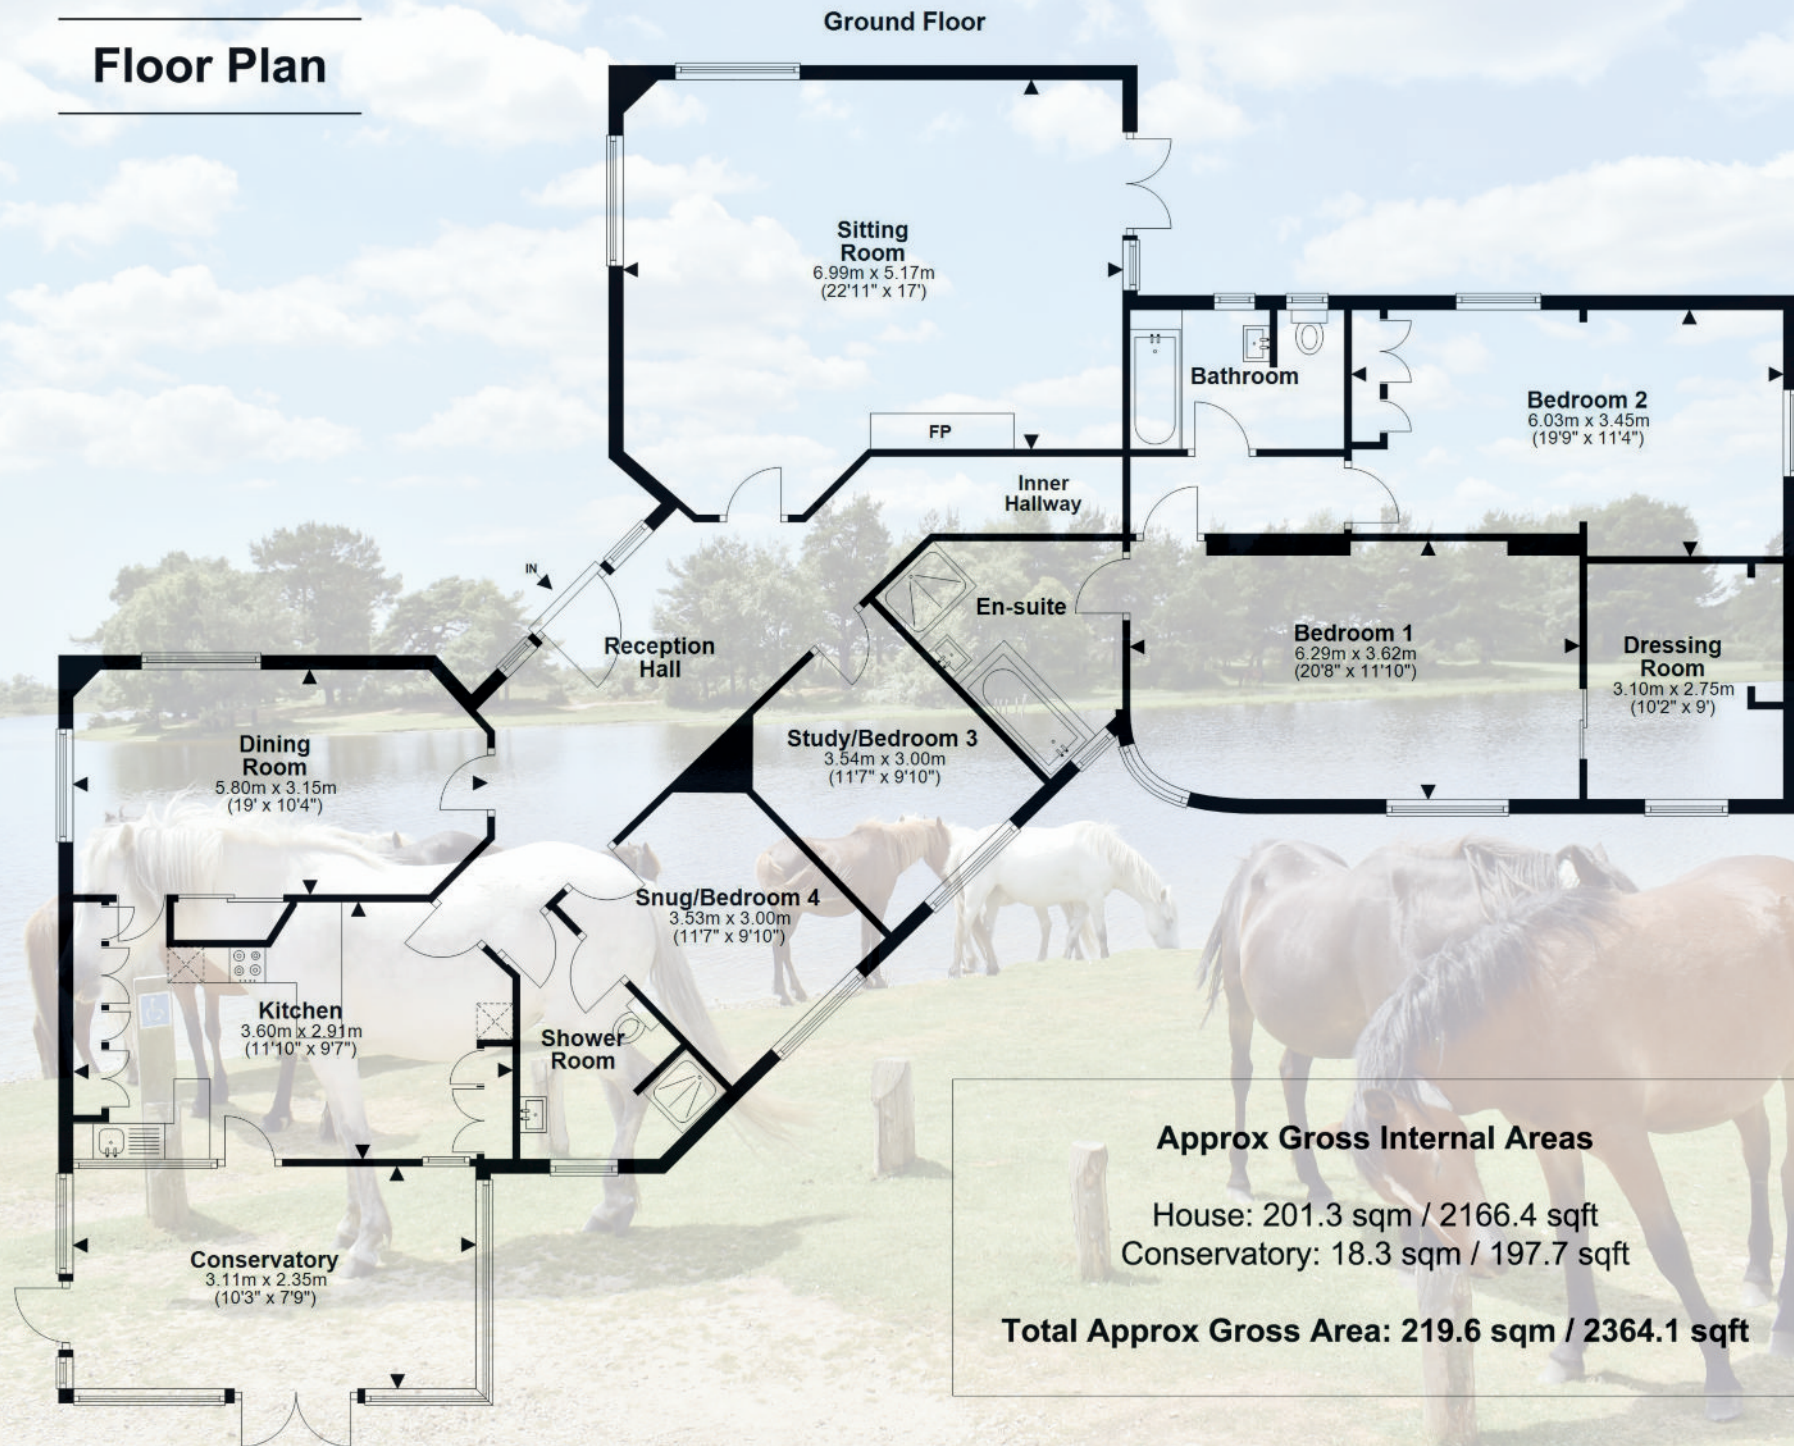 Floor Plan
Ground Floor
Sitting
Room
6.99m x 5.17m
(22'11" x 17')
FP
Bathroom
Bedroom 2
6.03m x 3.45m
(19'9" x 11'4")
Inner
Hallway
IN
Reception
Hall
En-suite
Bedroom 1
6.29m x 3.62m
(20'8" x 11'10")
Dressing
Room
3.10m x 2.75m
(10'2" x 9')
Dining
Room
5.80m x 3.15m
(19' x 10'4")
Study/Bedroom 3
3.54m x 3.00m
(11'7" x 9'10")
Snug/Bedroom 4
3.53m x 3.00m
(11'7" x 9'10")
Kitchen
3.60m x 2.91m
(11'10" x 9'7")
Shower
Room
Conservatory
3.11m x 2.35m
(10'3" x 7'9")
Approx Gross Internal Areas
House: 201.3 sqm / 2166.4 sqft
Conservatory: 18.3 sqm / 197.7 sqft
Total Approx Gross Area: 219.6 sqm / 2364.1 sqft